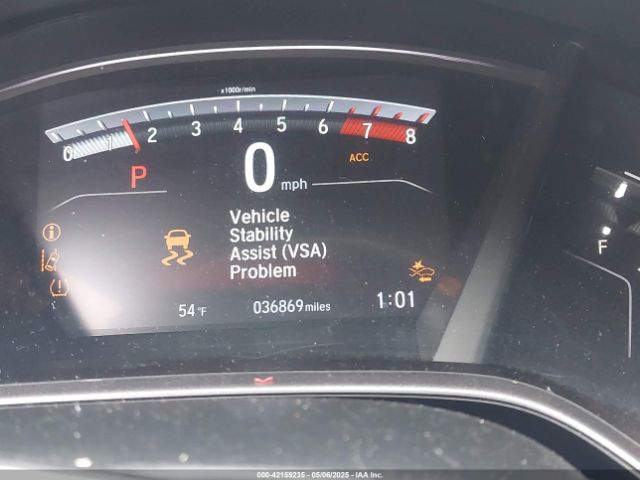 x1000r/min
0 1 2 3 4 5 6 7 8
P
0 mph
ACC
Vehicle
Stability
Assist (VSA)
Problem
F
54°F 036869 miles 1:01
000-42159235 - 05/06/2025 - IAA Inc.